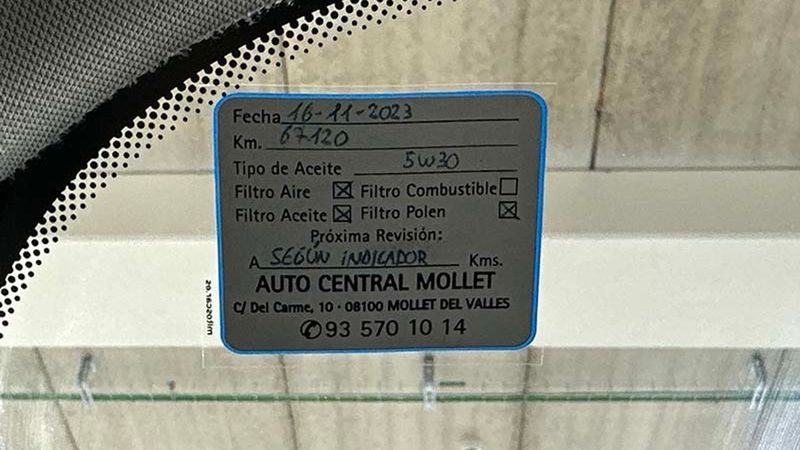 Fecha 16-11-2023
Km. 67120
Tipo de Aceite 5W30
Filtro Aire ☒ Filtro Combustible ☐
Filtro Aceite ☒ Filtro Polen ☒
Próxima Revisión:
A SEGÚN INDICADOR Kms.
AUTO CENTRAL MOLLET
C/ Del Carme, 10 · 08100 MOLLET DEL VALLES
✆ 93 570 10 14